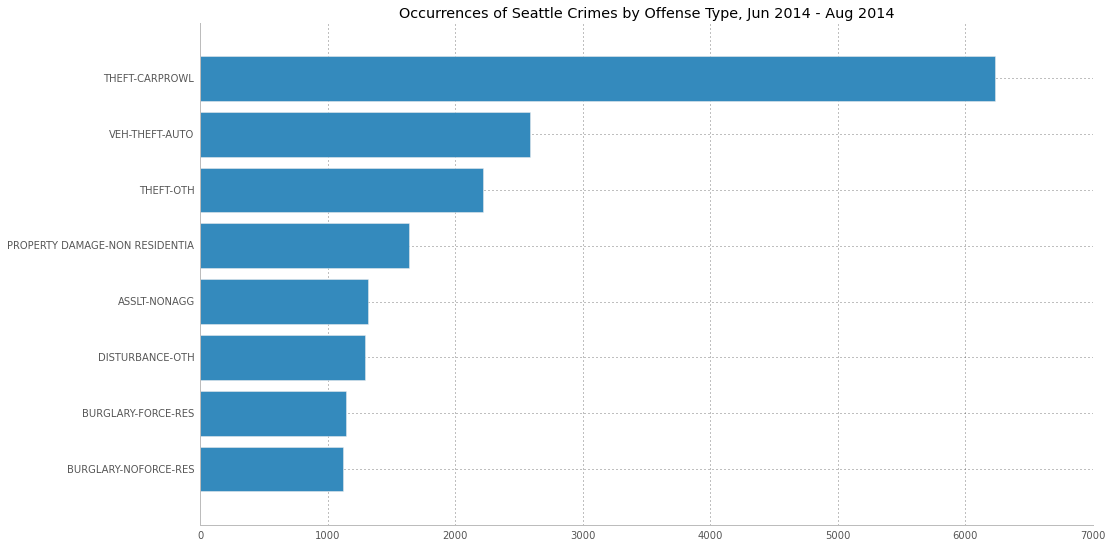 Occurrences of Seattle Crimes by Offense Type, Jun 2014 - Aug 2014
THEFT-CARPROWL
VEH-THEFT-AUTO
THEFT-OTH
PROPERTY DAMAGE-NON RESIDENTIA
ASSLT-NONAGG
DISTURBANCE-OTH
BURGLARY-FORCE-RES
BURGLARY-NOFORCE-RES
0 1000 2000 3000 4000 5000 6000 7000